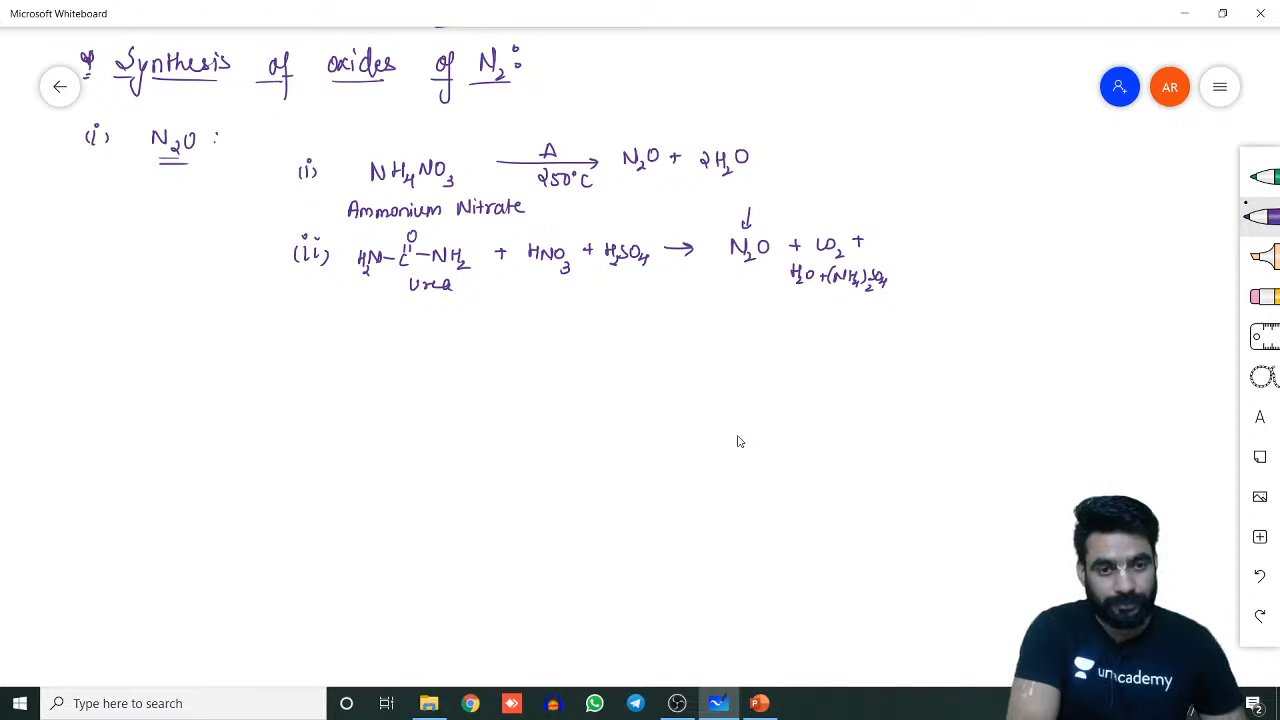 Microsoft Whiteboard
* Synthesis of oxides of N2:
AR
(i) N2O :
(i) NH4NO3 Δ 250°C N2O + 2H2O
Ammonium Nitrate
O
(ii) H2N-C-NH2 + HNO3 + H2SO4 → N2O + CO2 +
Urea
H2O + (NH4)2SO4
A
unacademy
Type here to search
2